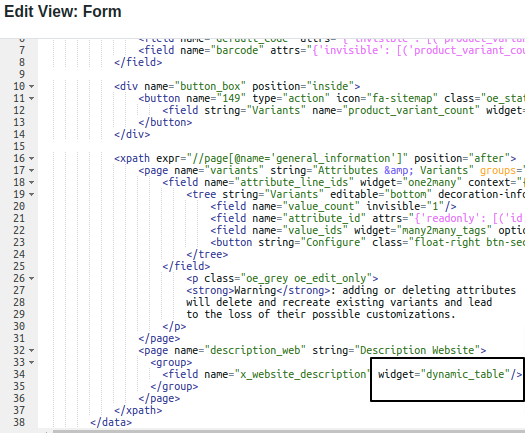 Edit View: Form
7 <field name="barcode" attrs="{'invisible': [('product_variant_cou
8 </field>
9
10 <div name="button_box" position="inside">
11 <button name="149" type="action" icon="fa-sitemap" class="oe_stat
12 <field string="Variants" name="product_variant_count" widget=
13 </button>
14 </div>
15
16 <xpath expr="//page[@name='general_information']" position="after">
17 <page name="variants" string="Attributes &amp; Variants" groups="
18 <field name="attribute_line_ids" widget="one2many" context="{
19 <tree string="Variants" editable="bottom" decoration-info
20 <field name="value_count" invisible="1"/>
21 <field name="attribute_id" attrs="{'readonly': [('id
22 <field name="value_ids" widget="many2many_tags" optio
23 <button string="Configure" class="float-right btn-sec
24 </tree>
25 </field>
26 <p class="oe_grey oe_edit_only">
27 <strong>Warning</strong>: adding or deleting attributes
28 will delete and recreate existing variants and lead
29 to the loss of their possible customizations.
30 </p>
31 </page>
32 <page name="description_web" string="Description Website">
33 <group>
34 <field name="x_website_description" widget="dynamic_table"/>
35 </group>
36 </page>
37 </xpath>
38 </data>